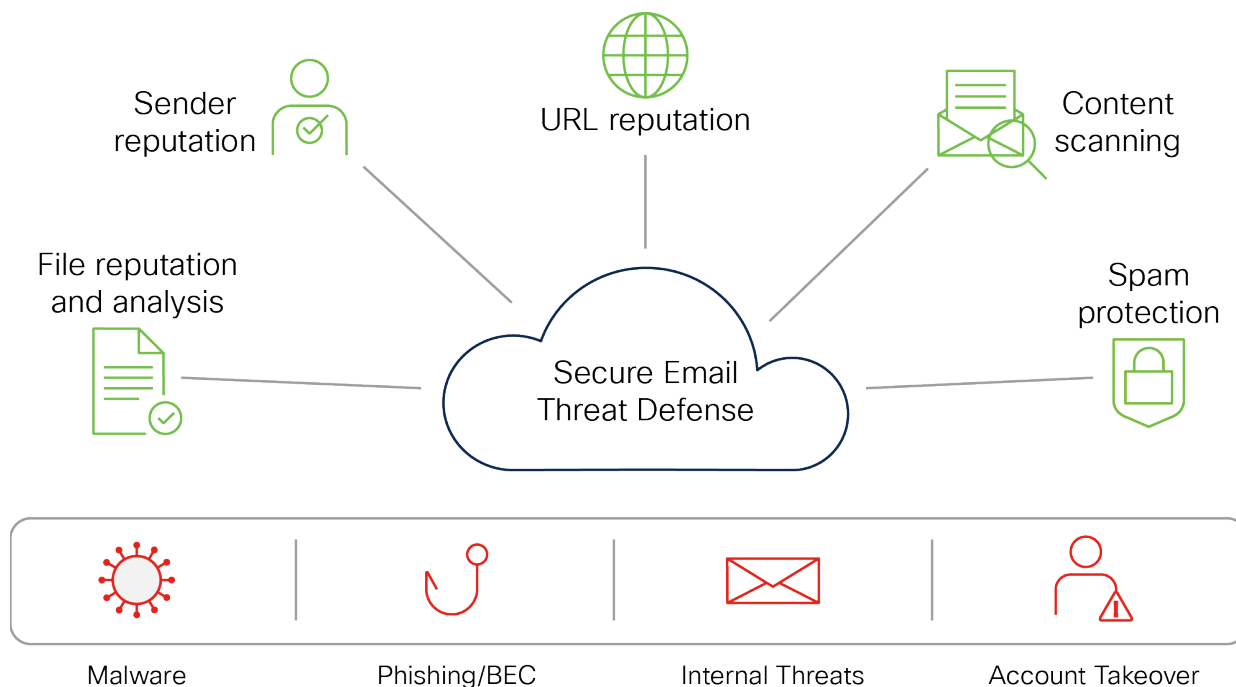 Sender
reputation
URL reputation
Content
scanning
File reputation
and analysis
Spam
protection
Secure Email
Threat Defense
Malware
Phishing/BEC
Internal Threats
Account Takeover